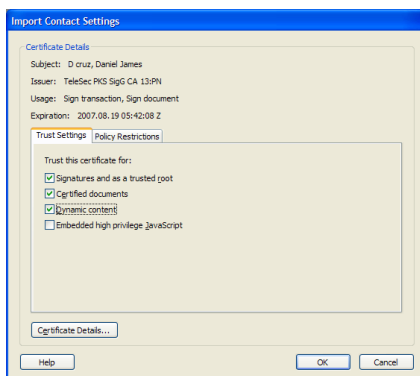 Import Contact Settings
Certificate Details
Subject: D cruz, Daniel James
Issuer: TeleSec PKS SigG CA 13:PN
Usage: Sign transaction, Sign document
Expiration: 2007.08.19 05:42:08 Z
Trust Settings Policy Restrictions
Trust this certificate for:
Signatures and as a trusted root
Certified documents
Dynamic content
Embedded high privilege JavaScript
Certificate Details...
Help OK Cancel